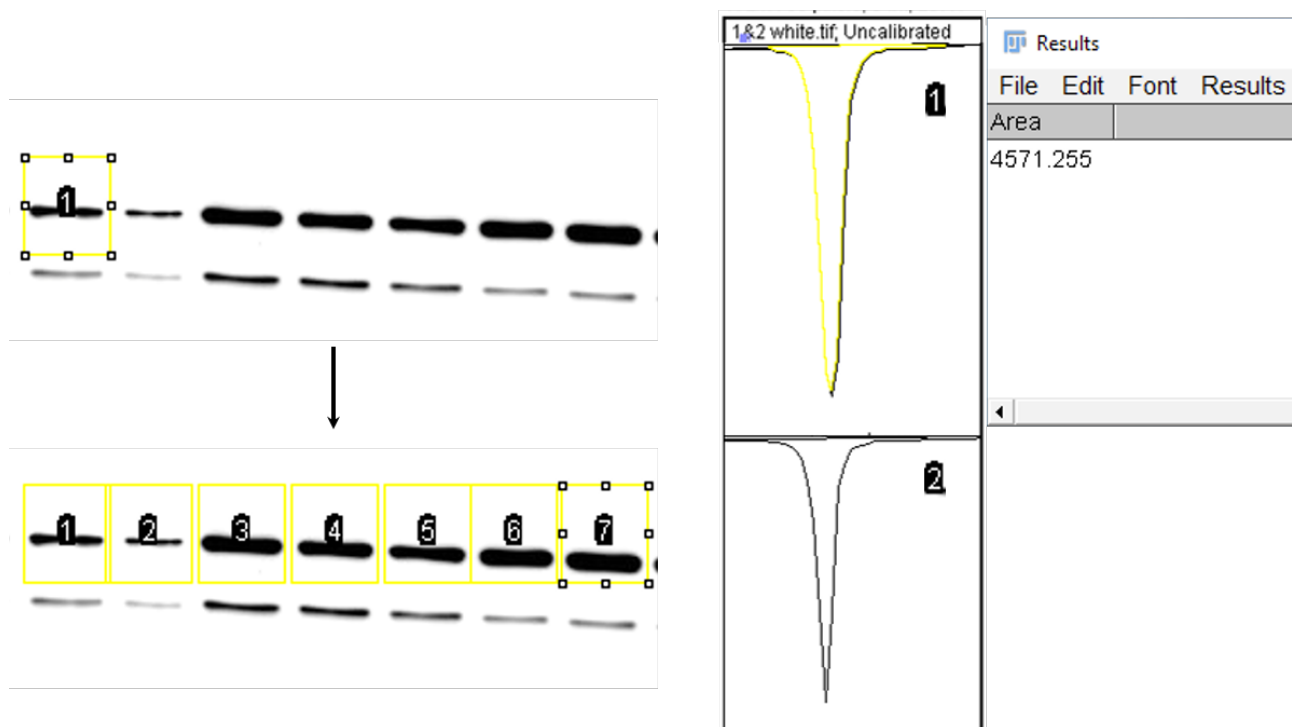 1
1 2 3 4 5 6 7
1&2 white.tif; Uncalibrated
1
2
Results
File Edit Font Results
Area
4571.255